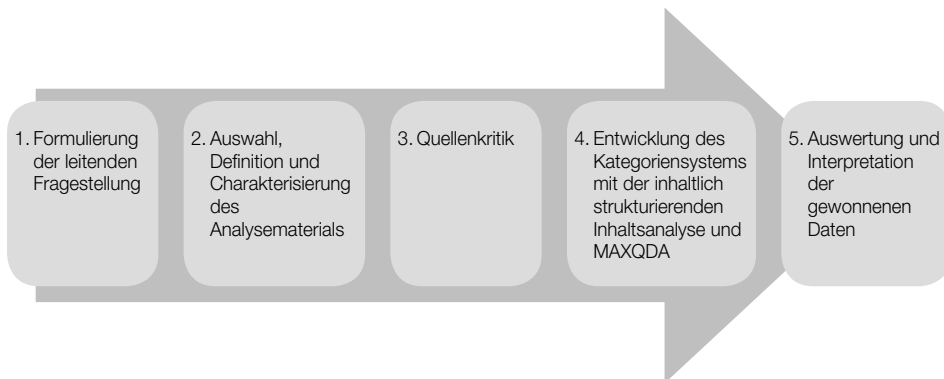 1. Formulierung
der leitenden
Fragestellung
2. Auswahl,
Definition und
Charakterisierung
des
Analysematerials
3. Quellenkritik
4. Entwicklung des
Kategoriensystems
mit der inhaltlich
strukturierenden
Inhaltsanalyse und
MAXQDA
5. Auswertung und
Interpretation
der
gewonnenen
Daten